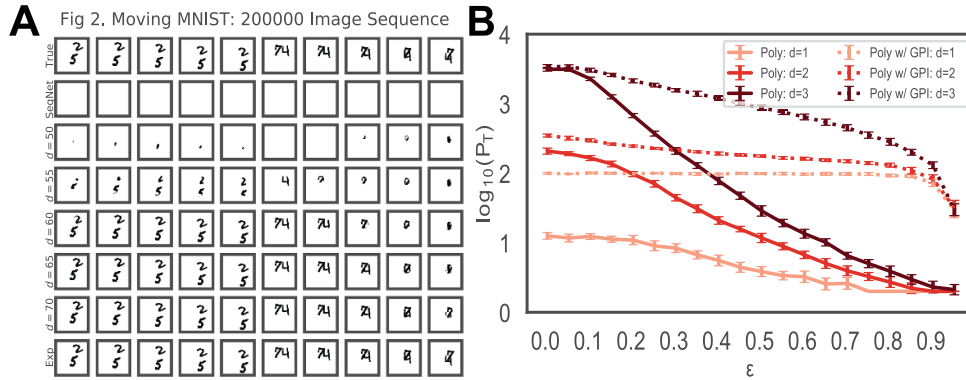 A
Fig 2. Moving MNIST: 200000 Image Sequence
True
SeqNet
d = 50
d = 55
d = 60
d = 65
d = 70
Exp
B
log₁₀(P_T)
4
3
2
1
0
Poly: d=1
Poly: d=2
Poly: d=3
Poly w/ GPI: d=1
Poly w/ GPI: d=2
Poly w/ GPI: d=3
0.0 0.1 0.2 0.3 0.4 0.5 0.6 0.7 0.8 0.9
ε